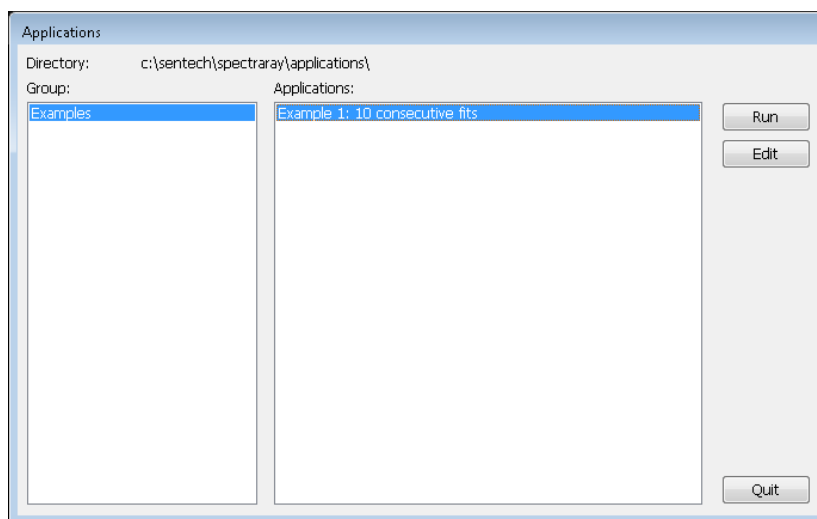 Applications
Directory: c:\sentech\spectraray\applications\
Group: Applications:
Examples Example 1: 10 consecutive fits
Run
Edit
Quit